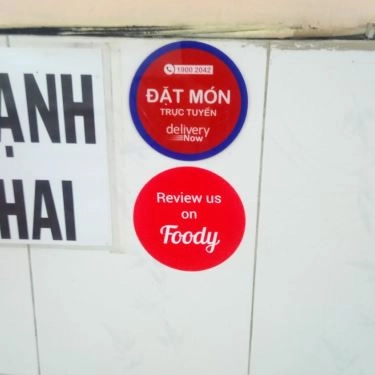 ẠNH
HAI
1900 2042
ĐẶT MÓN
TRỰC TUYẾN
delivery
Now
Review us
on
Foody